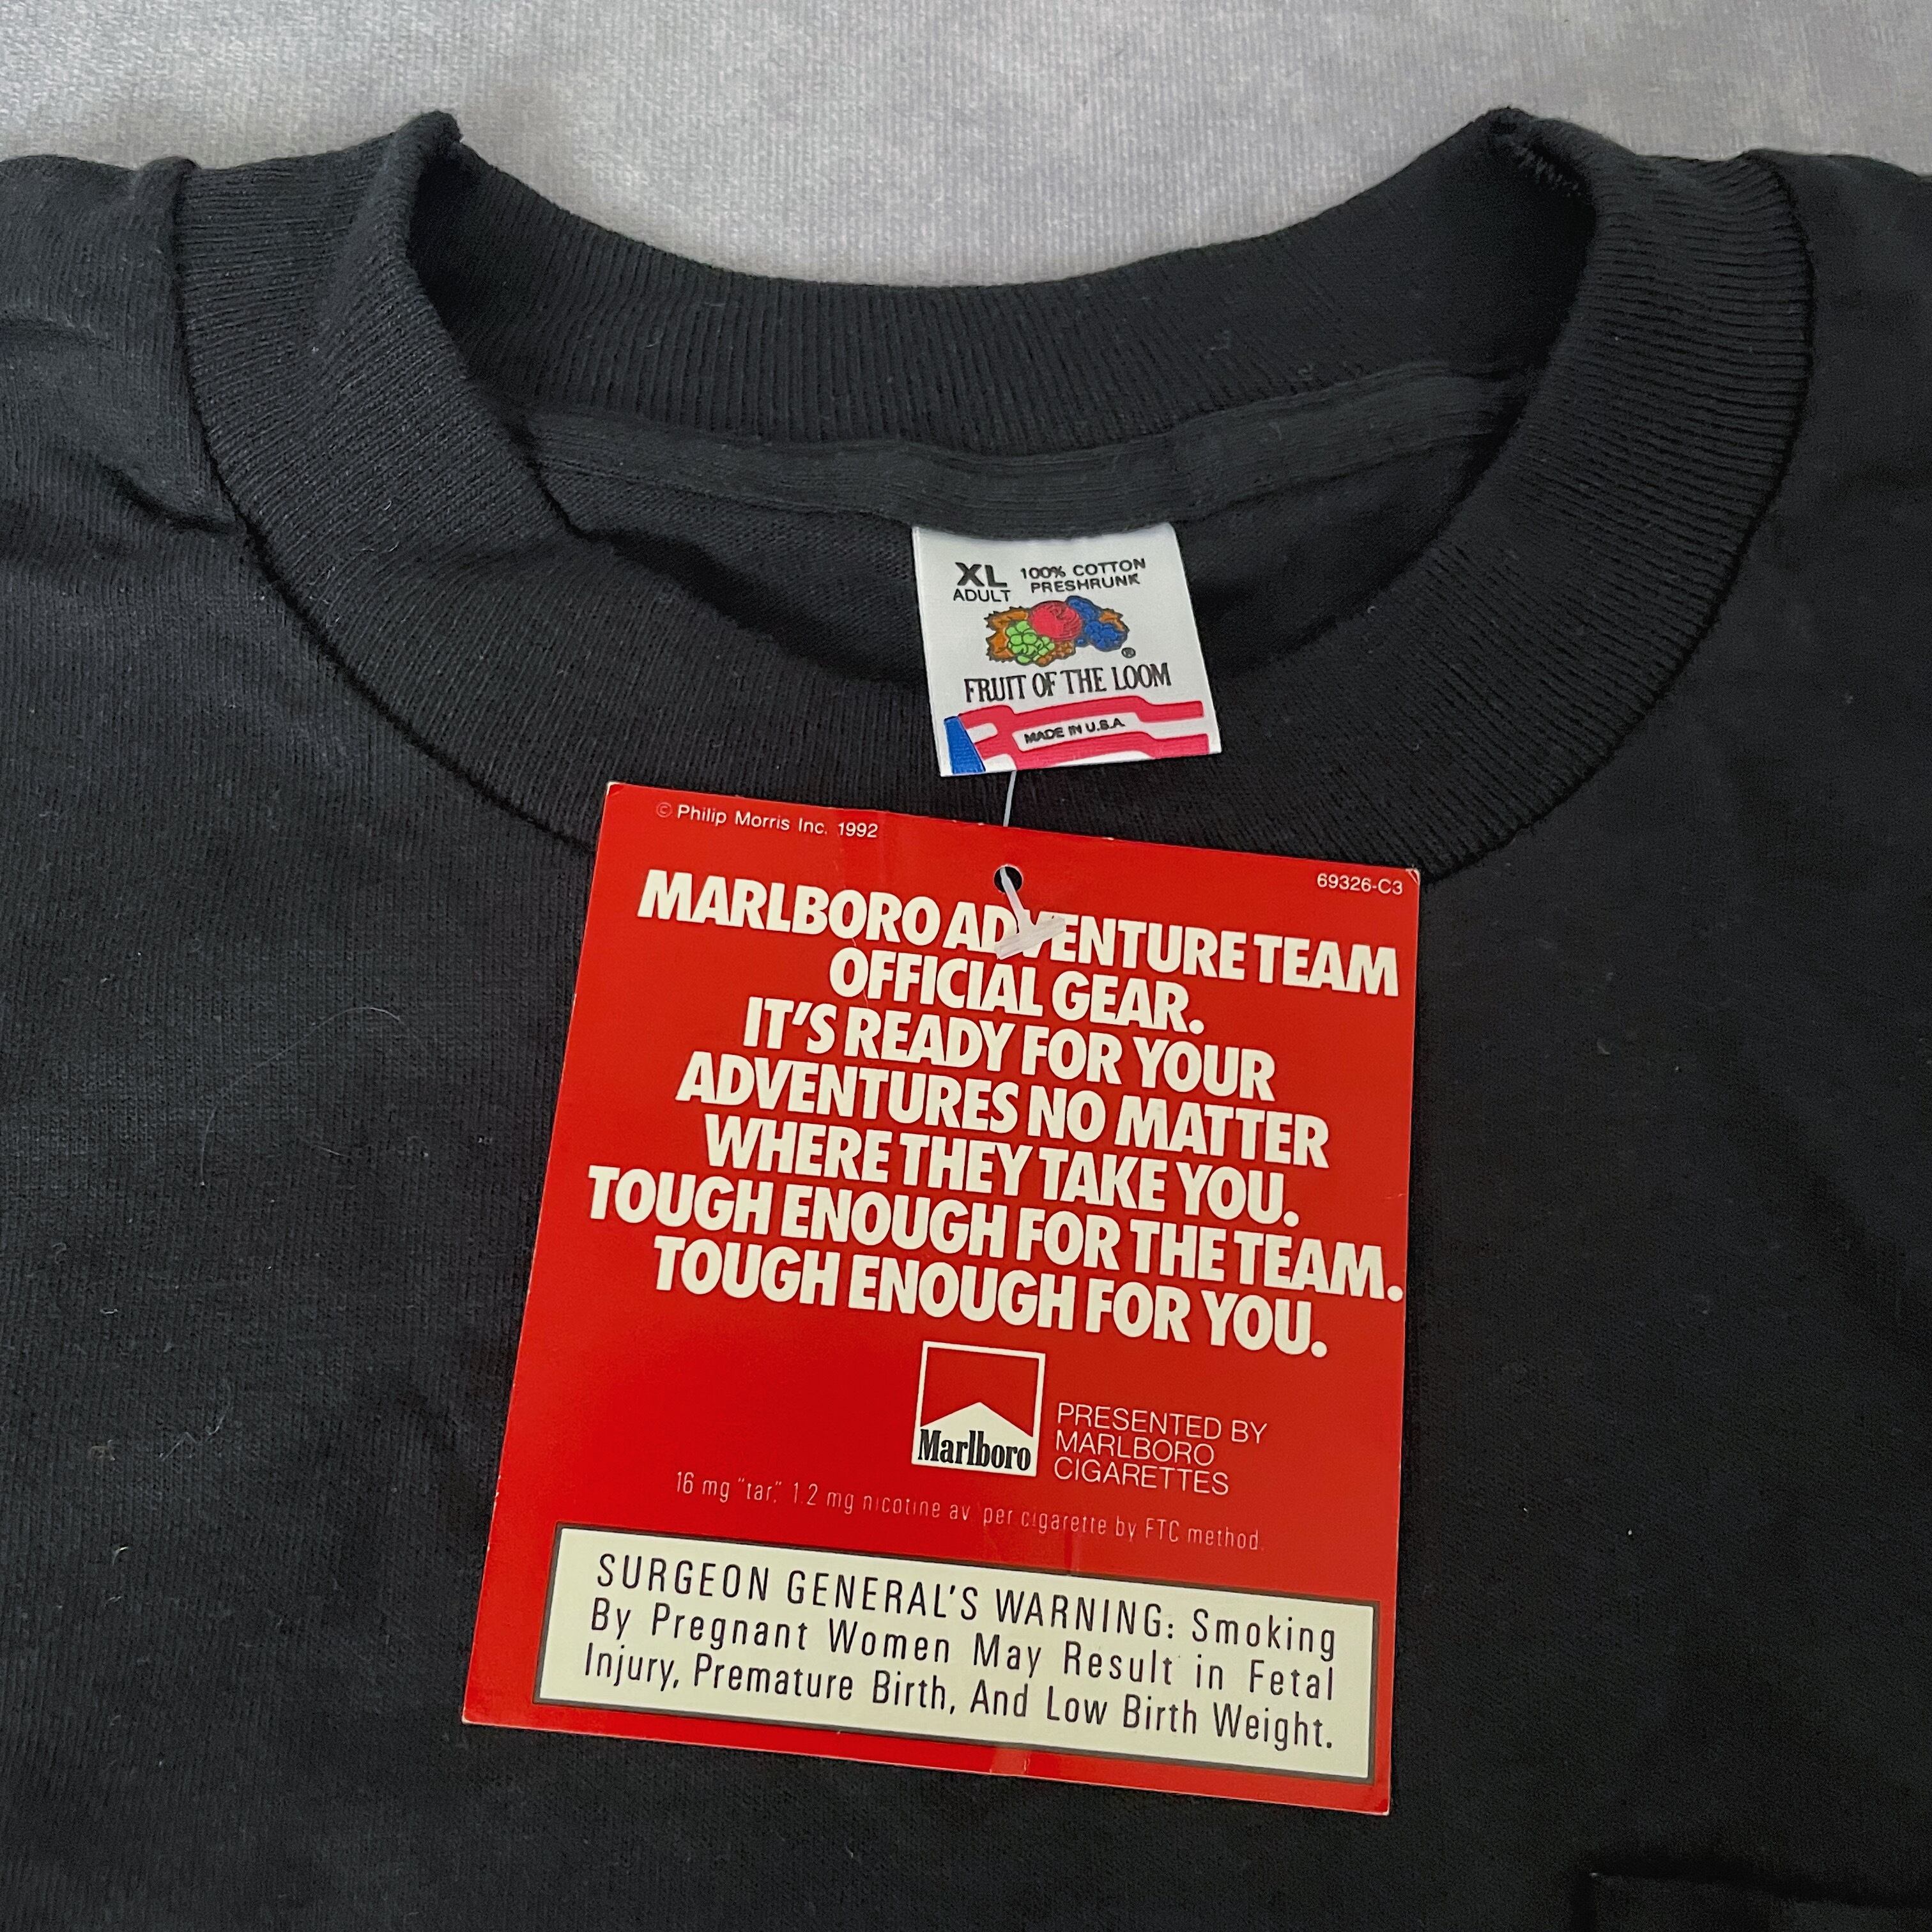 XL 100% COTTON
ADULT PRESHRUNK
®
FRUIT OF THE LOOM
MADE IN U.S.A.
© Philip Morris Inc. 1992
69326-C3
MARLBORO ADVENTURE TEAM
OFFICIAL GEAR.
IT'S READY FOR YOUR
ADVENTURES NO MATTER
WHERE THEY TAKE YOU.
TOUGH ENOUGH FOR THE TEAM.
TOUGH ENOUGH FOR YOU.
Marlboro
PRESENTED BY
MARLBORO
CIGARETTES
16 mg "tar," 1.2 mg nicotine av per cigarette by FTC method.
SURGEON GENERAL'S WARNING: Smoking
By Pregnant Women May Result in Fetal
Injury, Premature Birth, And Low Birth Weight.